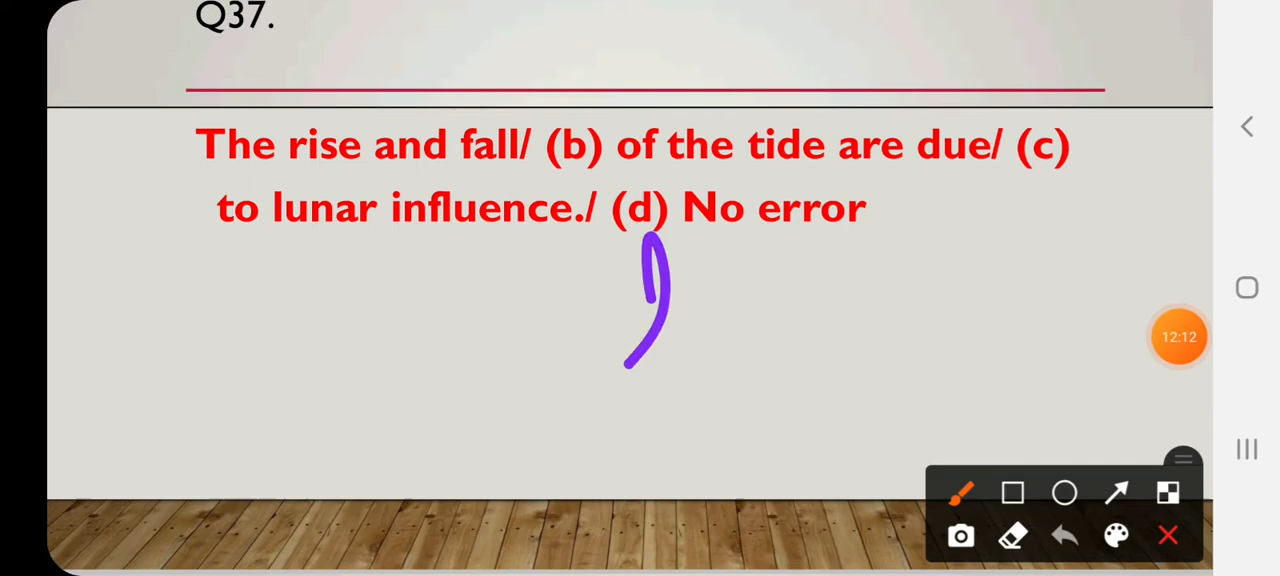 Q37.
The rise and fall/ (b) of the tide are due/ (c)
to lunar influence./ (d) No error
12:12